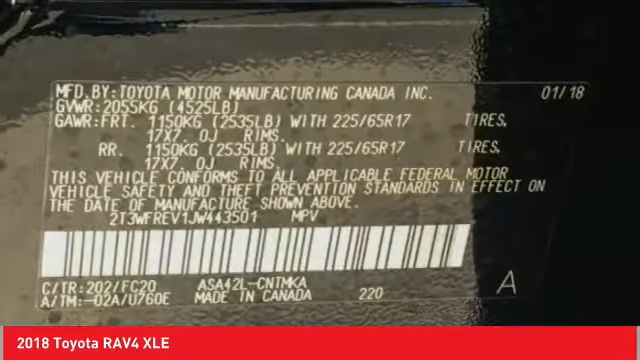 MFD.BY:TOYOTA MOTOR MANUFACTURING CANADA INC. 01/18
GVWR:2055KG (4525LB)
GAWR:FRT. 1150KG (2535LB) WITH 225/65R17 TIRES,
17X7.0J RIMS.
RR. 1150KG (2535LB) WITH 225/65R17 TIRES,
17X7.0J RIMS.
THIS VEHICLE CONFORMS TO ALL APPLICABLE FEDERAL MOTOR
VEHICLE SAFETY AND THEFT PREVENTION STANDARDS IN EFFECT ON
THE DATE OF MANUFACTURE SHOWN ABOVE.
2T3WFREV1JW443501 MPV
C/TR:202/FC20 ASA42L-CNTMKA
A/TM:-02A/U760E MADE IN CANADA 220 A
2018 Toyota RAV4 XLE